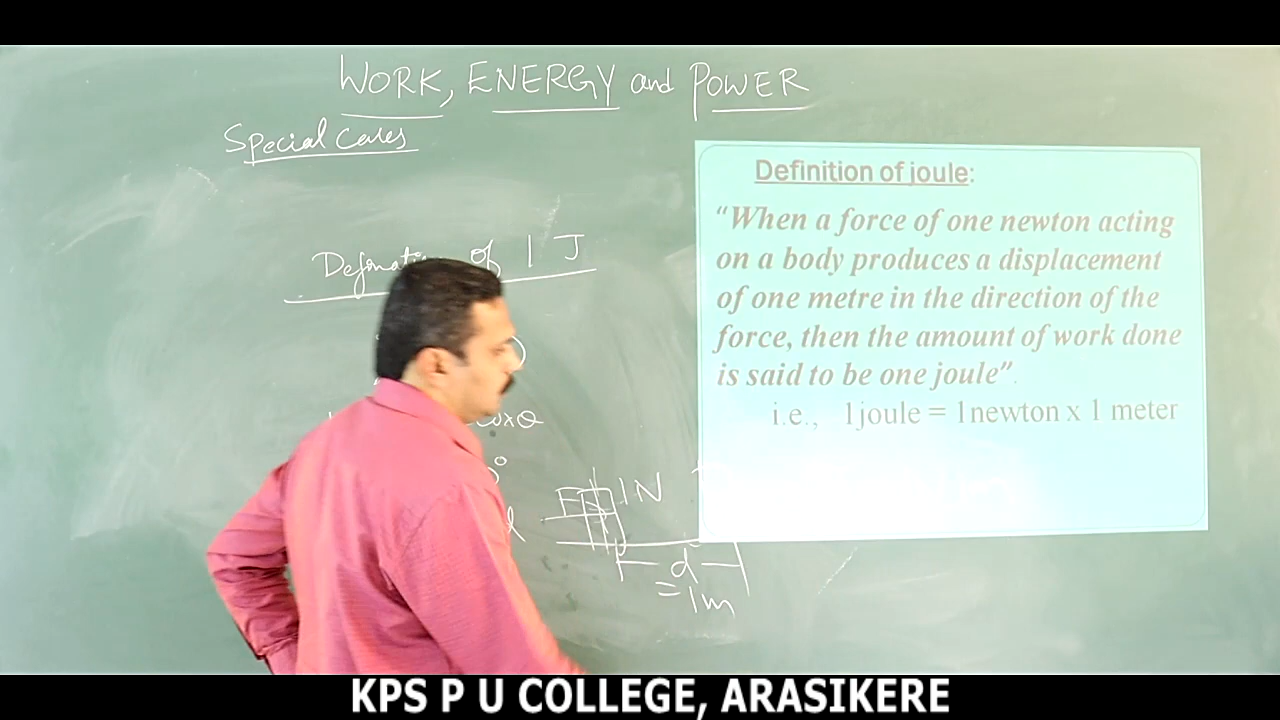 WORK, ENERGY and POWER
Special Cases
of 1 J
Definition of joule:
“When a force of one newton acting
on a body produces a displacement
of one metre in the direction of the
force, then the amount of work done
is said to be one joule”.
i.e., 1joule = 1newton x 1 meter
1N
d
= 1m
KPS P U COLLEGE, ARASIKERE